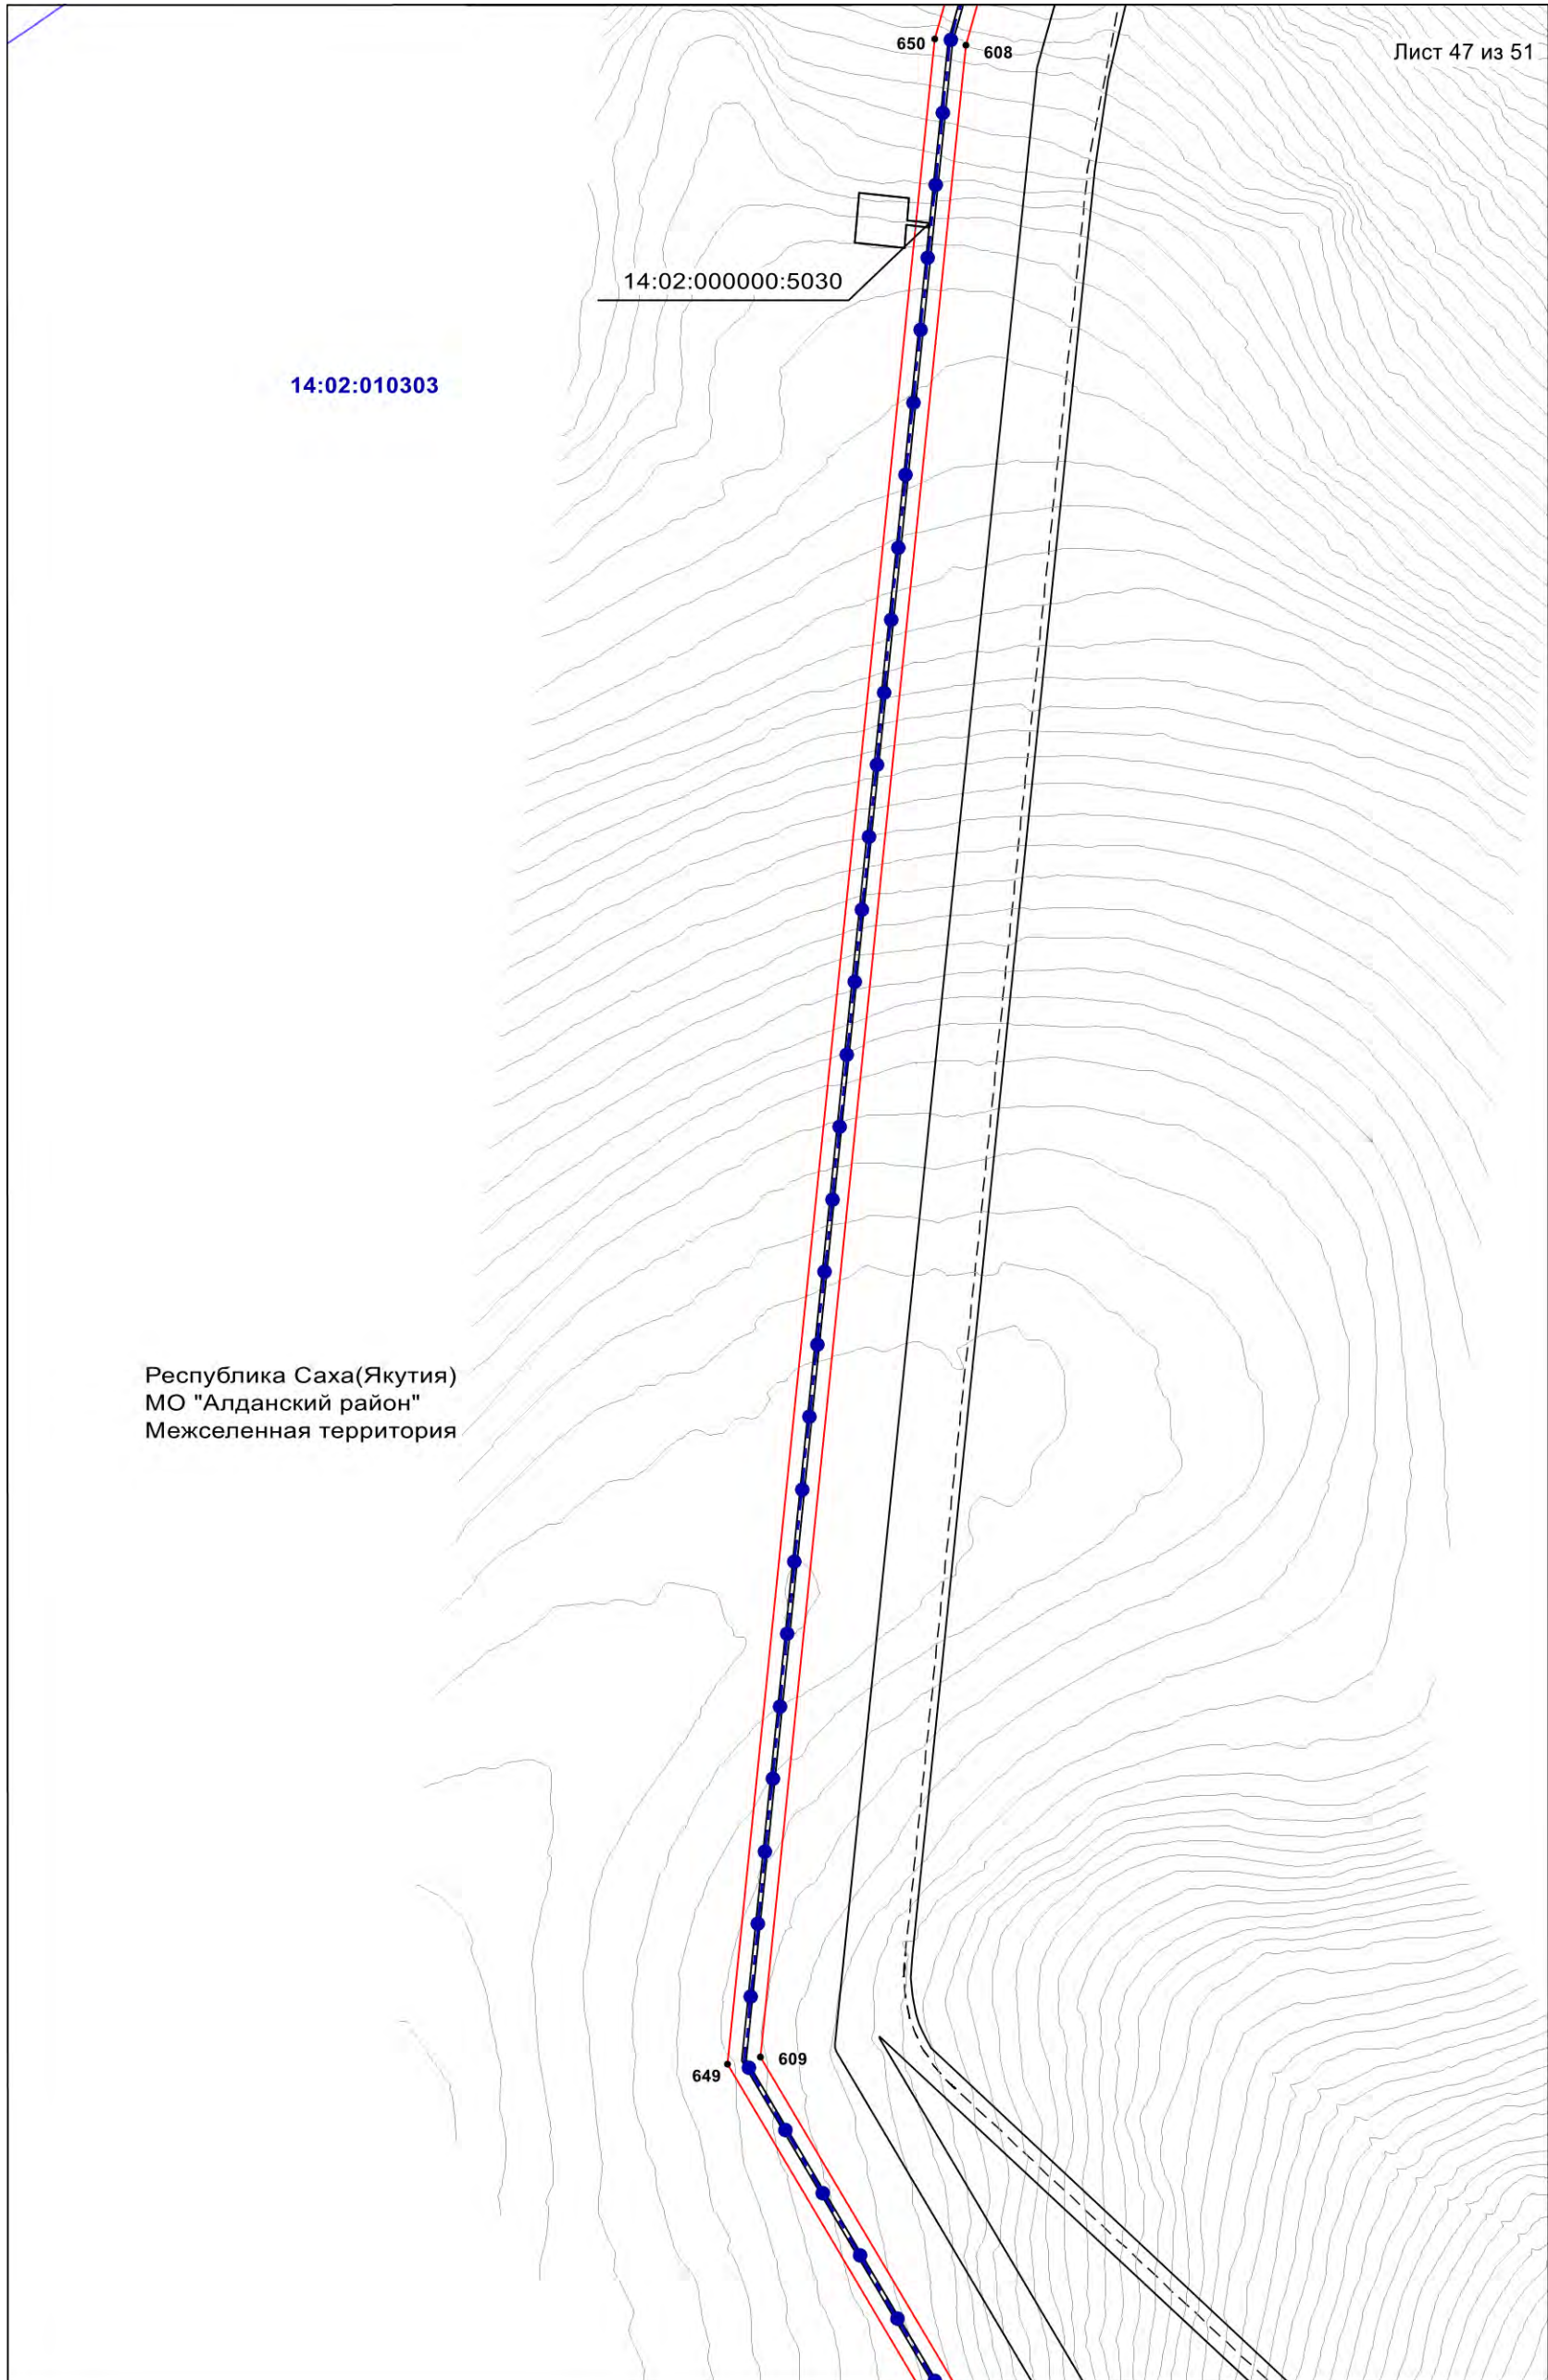 650
608
Лист 47 из 51
14:02:000000:5030
14:02:010303
Республика Саха(Якутия)
МО "Алданский район"
Межселенная территория
609
649